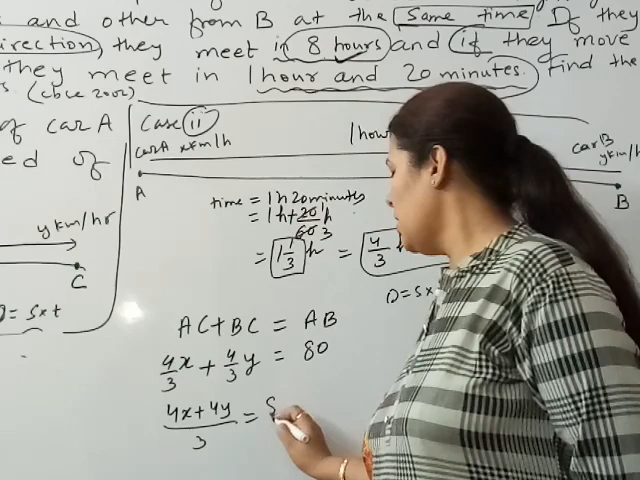 and other from B at the same time If they
direction, they meet in 8 hours and if they move
they meet in 1 hour and 20 minutes. Find the
(cbse 2002)
of car A
ed of
y km/hr
C
D = s x t
Case ii
car A x km/h
1 hou
car B
y km/h
A
B
time = 1 h 20 minutes
= 1 h + 20/60 h
3
= 1 1/3 h = 4/3 h
D = s x
AC + BC = AB
4/3 x + 4/3 y = 80
4x + 4y / 3 =